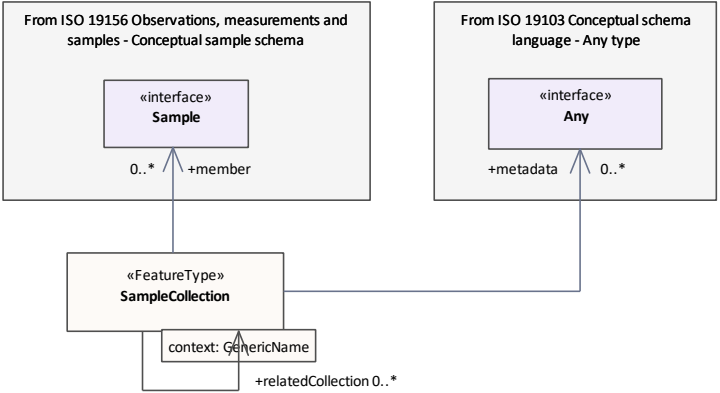 From ISO 19156 Observations, measurements and
samples - Conceptual sample schema
«interface»
Sample
0..* +member
From ISO 19103 Conceptual schema
language - Any type
«interface»
Any
+metadata 0..*
«FeatureType»
SampleCollection
context: GenericName
+relatedCollection 0..*